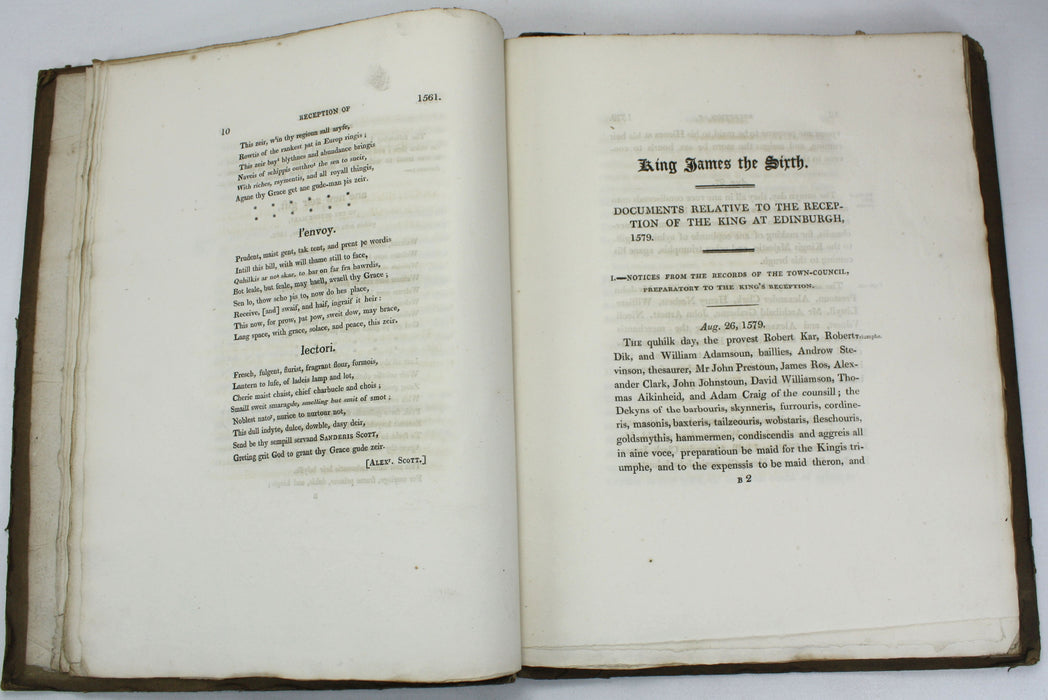 10
RECEPTION OF
1561.
This zeir, wᵗin thy regioun sall aryse,
Rowtis of the rankest þat in Europ ringis;
This zeir bayᵗ blythnes and abundance bringis
Naveis of schippis outthroᵗ the sea to sneir,
With riches, raymentis, and all royall thingis,
Agane thy Grace get ane gude-man þis zeir.
* * * * * *
* * * * * *
l'envoy.
Prudent, maist gent, tak tent, and prent þe wordis
Intill this bill, with will thame still to face,
Quhilkis ar not skar, to bar on far fra bawrdis,
Bot leale, but feale, may haell, avaell thy Grace;
Sen lo, thow scho þis to, now do hes place,
Receive, [and] swaif, and haif, ingraif it heir:
This now, for prow, þat þow, sweit dow, may brace,
Lang space, with grace, solace, and peace, this zeir.
lectori.
Fresch, fulgent, flurist, fragrant flour, formois,
Lantern to lufe, of ladeis lamp and lot,
Cherie maist chaist, chief charbucle and chois;
Smaill sweit smaragde, smelling but smit of smot;
Noblest natoʳ, nurice to nurtour not,
This dull indyte, dulce, dowble, dasy deir,
Send be thy sempill servand SANDERIS SCOTT,
Greting grit God to grant thy Grace gude zeir.
[ALEXʳ. SCOTT.]
King James the Sixth.
DOCUMENTS RELATIVE TO THE RECEP-
TION OF THE KING AT EDINBURGH,
1579.
I.—NOTICES FROM THE RECORDS OF THE TOWN-COUNCIL,
PREPARATORY TO THE KING'S RECEPTION.
Aug. 26, 1579.
THE quhilk day, the provest Robert Kar, Robert
Triumphe.
Dik, and William Adamsoun, baillies, Androw Ste-
vinson, thesaurer, Mr John Prestoun, James Ros, Alex-
ander Clark, John Johnstoun, David Williamson, Tho-
mas Aikinheid, and Adam Craig of the counsill; the
Dekyns of the barbouris, skynneris, furrouris, cordine-
ris, masonis, baxteris, tailzeouris, wobstaris, fleschouris,
goldsmythis, hammermen, condiscendis and aggreis all
in aine voce, preparatioun be maid for the Kingis tri-
umphe, and to the expenssis to be maid theron, and
B 2